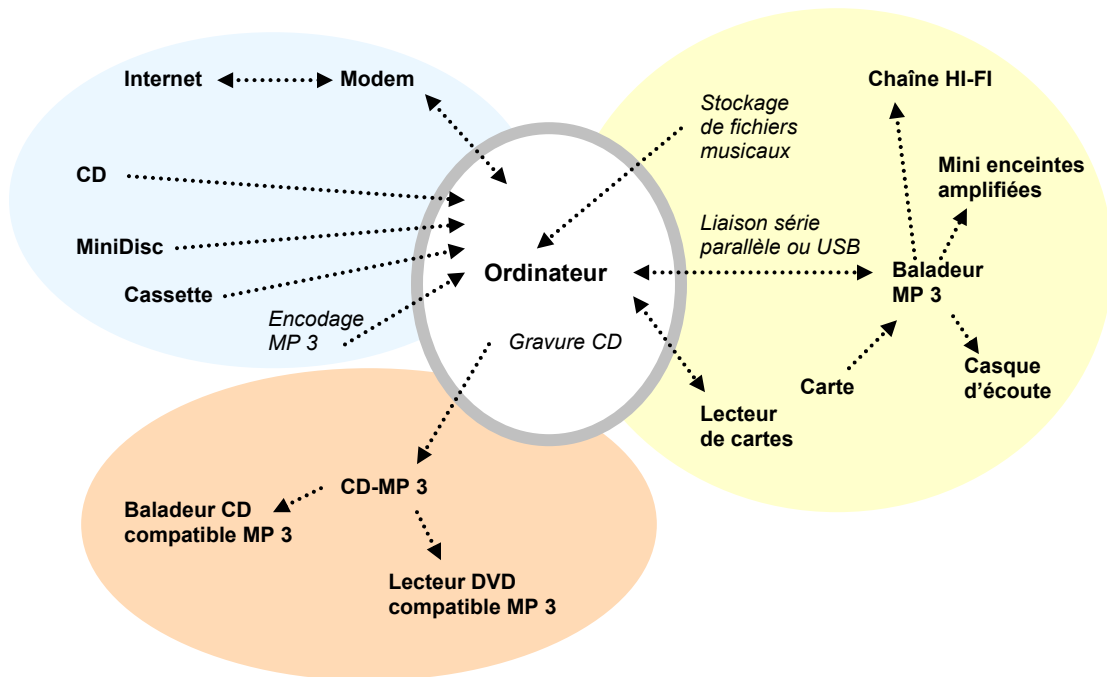 Internet
Modem
CD
MiniDisc
Cassette
Encodage
MP 3
Stockage
de fichiers
musicaux
Chaîne HI-FI
Mini enceintes
amplifiées
Liaison série
parallèle ou USB
Ordinateur
Baladeur
MP 3
Gravure CD
Carte
Casque
d’écoute
Lecteur
de cartes
CD-MP 3
Baladeur CD
compatible MP 3
Lecteur DVD
compatible MP 3